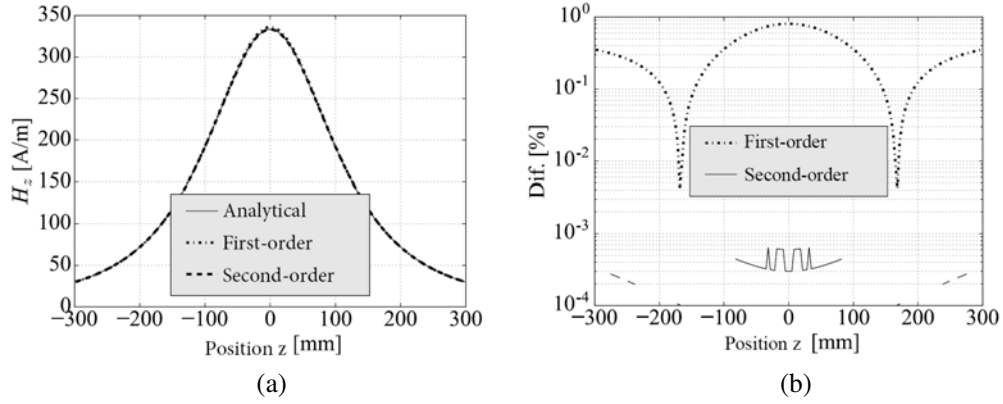 350
300
250
200
150
100
50
0
H_z [A/m]
Analytical
First-order
Second-order
−300 −200 −100 0 100 200 300
Position z [mm]
(a)
10^0
10^-1
10^-2
10^-3
10^-4
Dif. [%]
First-order
Second-order
−300 −200 −100 0 100 200 300
Position z [mm]
(b)